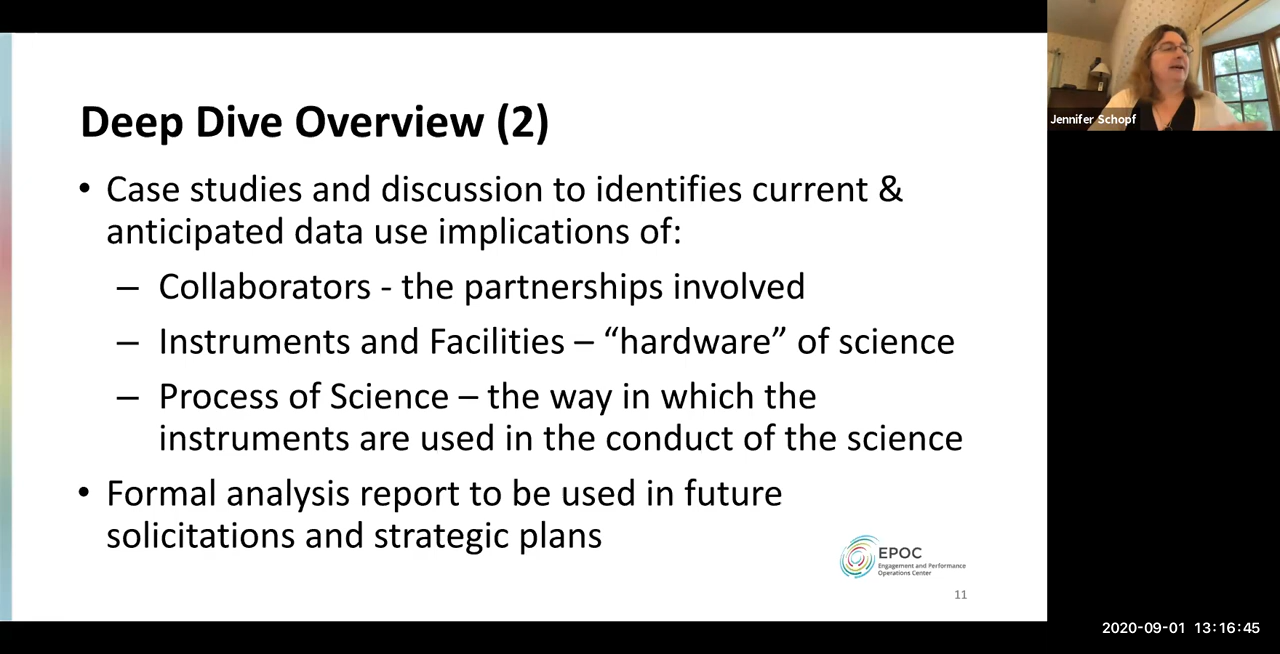 Deep Dive Overview (2)
• Case studies and discussion to identifies current &
anticipated data use implications of:
– Collaborators - the partnerships involved
– Instruments and Facilities – “hardware” of science
– Process of Science – the way in which the
instruments are used in the conduct of the science
• Formal analysis report to be used in future
solicitations and strategic plans
EPOC
Engagement and Performance
Operations Center
11
Jennifer Schopf
2020-09-01 13:16:45